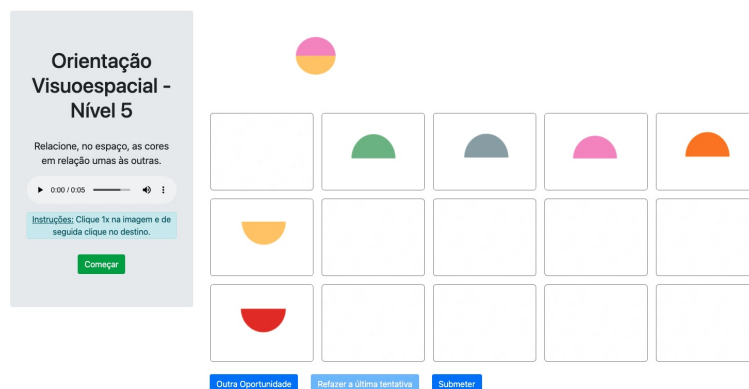 Orientação
Visuoespacial -
Nível 5
Relacione, no espaço, as cores
em relação umas às outras.
0:00 / 0:05
Instruções: Clique 1x na imagem e de
seguida clique no destino.
Começar
Outra Oportunidade
Refazer a última tentativa
Submeter